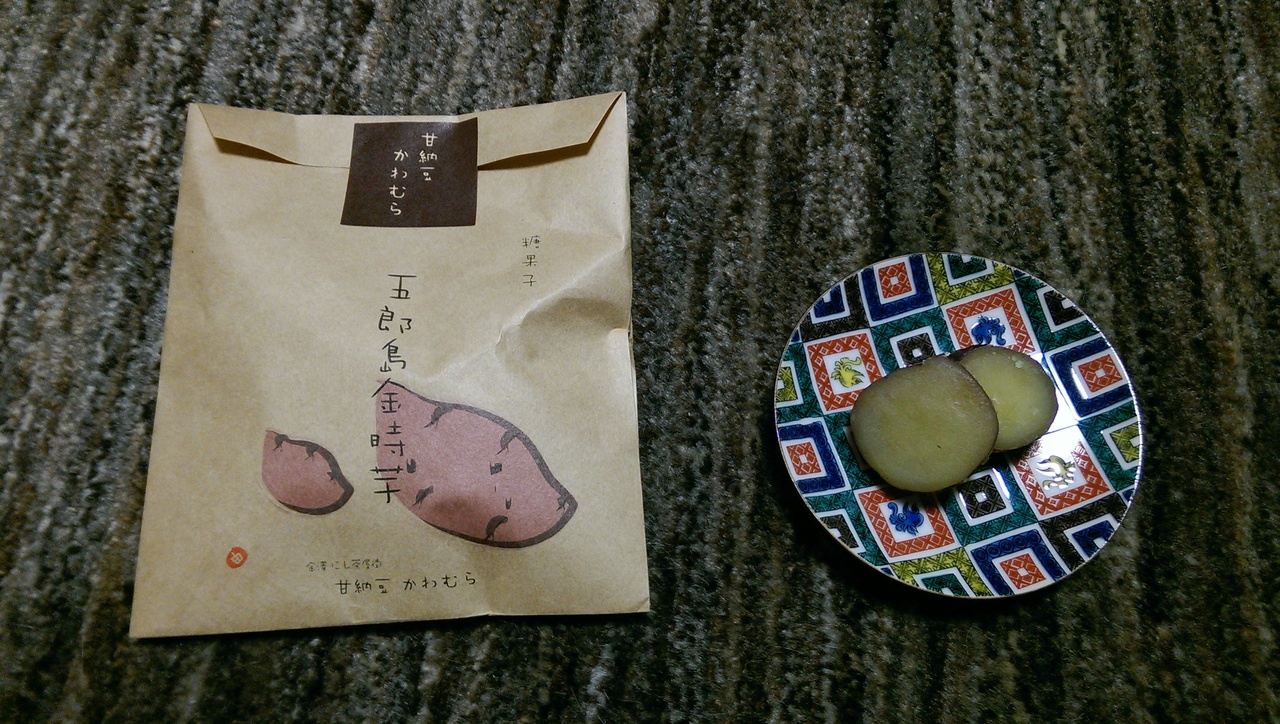 甘納豆
かわむら
糖果子
五郎島金時芋
金澤にし茶屋街
甘納豆 かわむら